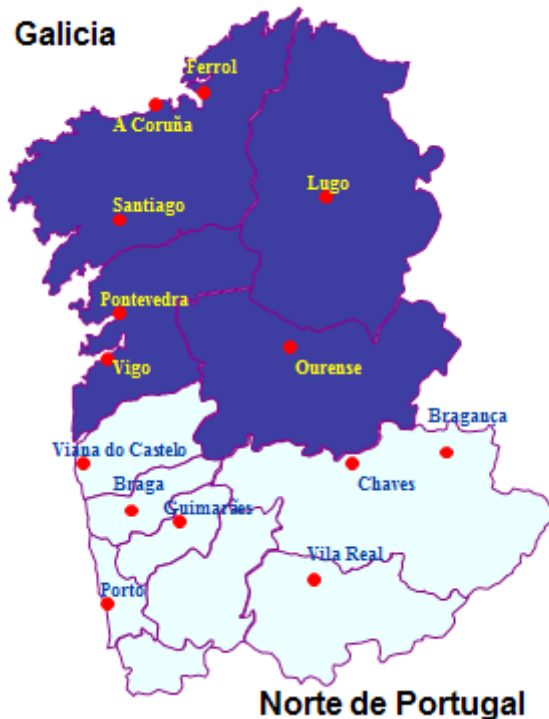 Galicia
Ferrol
A Coruña
Lugo
Santiago
Pontevedra
Vigo
Ourense
Bragança
Viana do Castelo
Chaves
Braga
Guimarães
Vila Real
Porto
Norte de Portugal